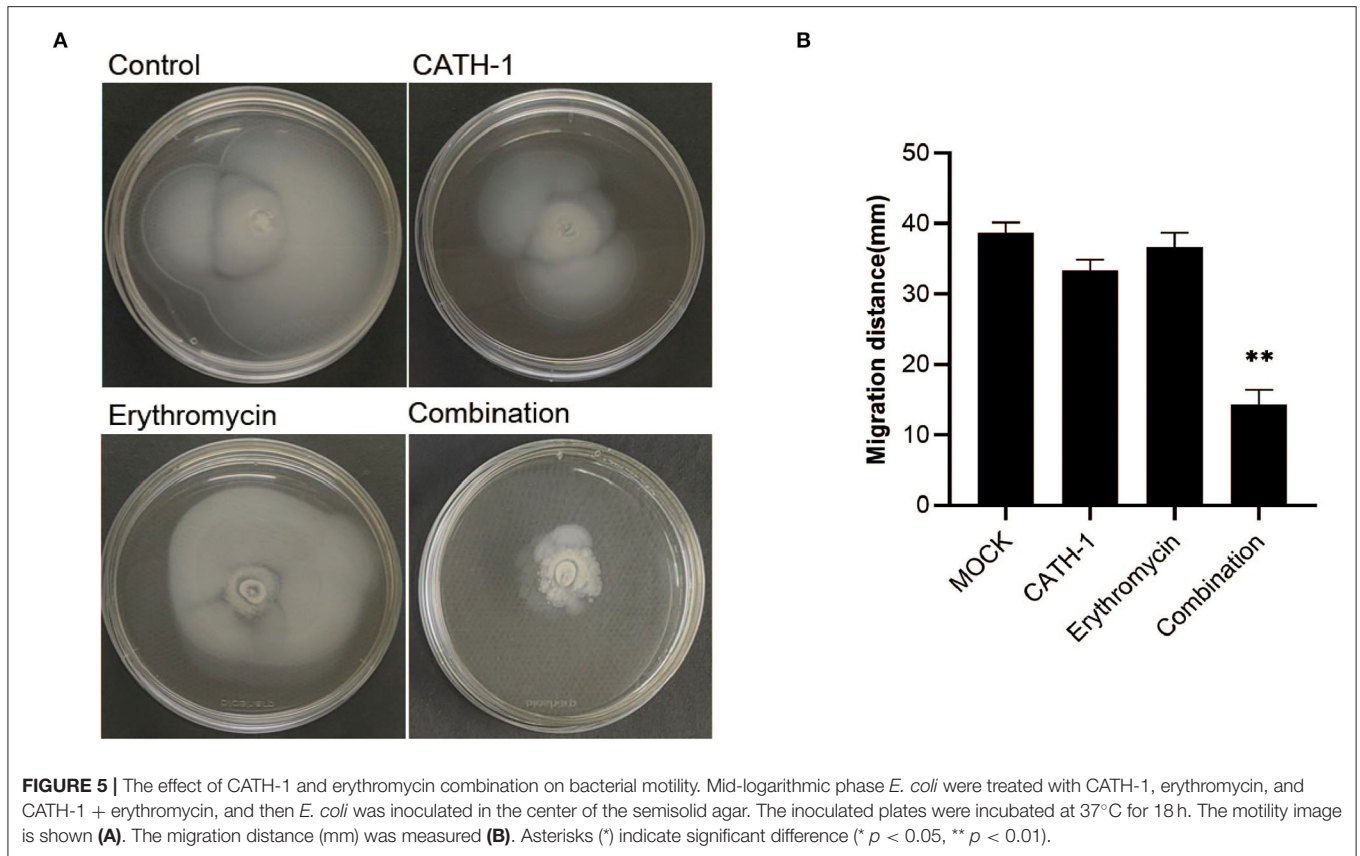 A
B
Control
CATH-1
Erythromycin
Combination
50
40
30
20
10
0
Migration distance(mm)
**
MOCK
CATH-1
Erythromycin
Combination
FIGURE 5 | The effect of CATH-1 and erythromycin combination on bacterial motility. Mid-logarithmic phase E. coli were treated with CATH-1, erythromycin, and
CATH-1 + erythromycin, and then E. coli was inoculated in the center of the semisolid agar. The inoculated plates were incubated at 37°C for 18 h. The motility image
is shown (A). The migration distance (mm) was measured (B). Asterisks (*) indicate significant difference (* p < 0.05, ** p < 0.01).